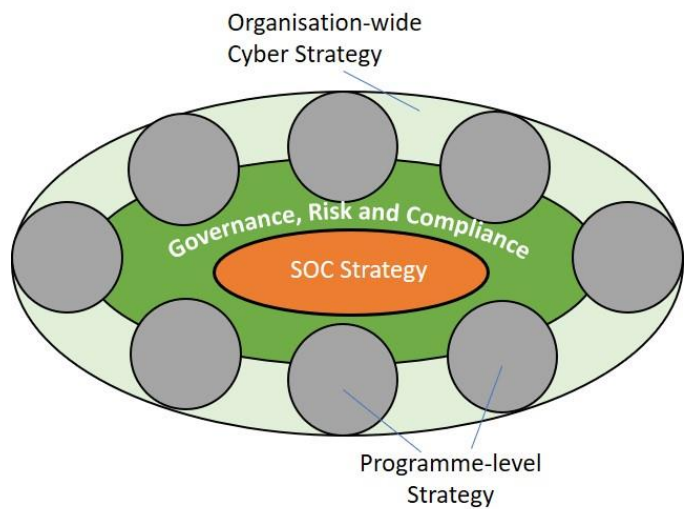 Organisation-wide
Cyber Strategy
Governance, Risk and Compliance
SOC Strategy
Programme-level
Strategy